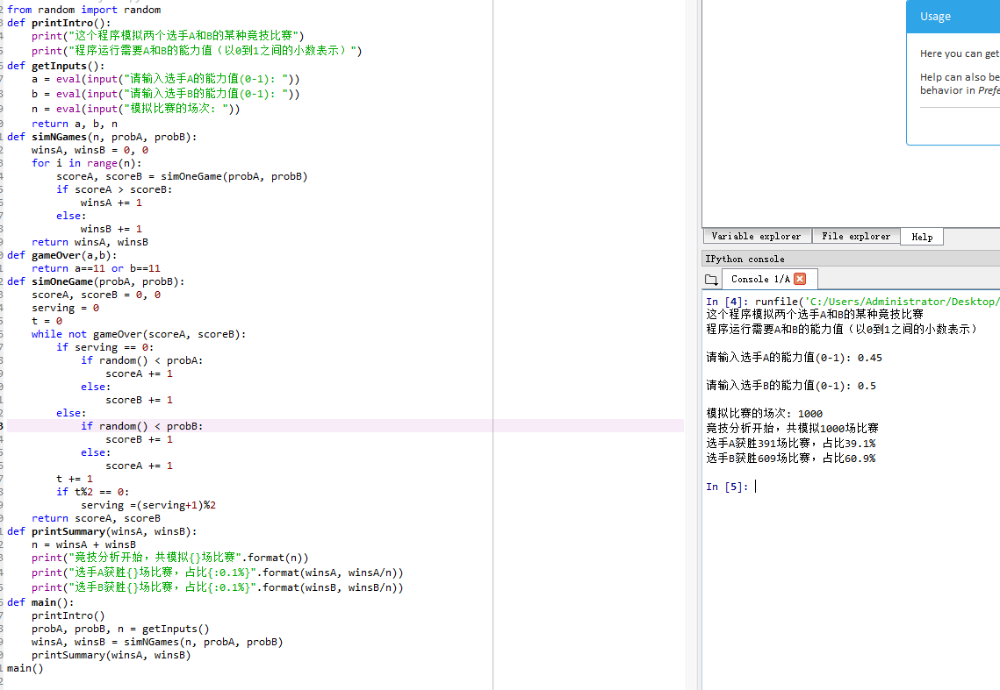 from random import random
def printIntro():
    print("这个程序模拟两个选手A和B的某种竞技比赛")
    print("程序运行需要A和B的能力值（以0到1之间的小数表示）")
def getInputs():
    a = eval(input("请输入选手A的能力值(0-1): "))
    b = eval(input("请输入选手B的能力值(0-1): "))
    n = eval(input("模拟比赛的场次: "))
    return a, b, n
def simNGames(n, probA, probB):
    winsA, winsB = 0, 0
    for i in range(n):
        scoreA, scoreB = simOneGame(probA, probB)
        if scoreA > scoreB:
            winsA += 1
        else:
            winsB += 1
    return winsA, winsB
def gameOver(a,b):
    return a==11 or b==11
def simOneGame(probA, probB):
    scoreA, scoreB = 0, 0
    serving = 0
    t = 0
    while not gameOver(scoreA, scoreB):
        if serving == 0:
            if random() < probA:
                scoreA += 1
            else:
                scoreB += 1
        else:
            if random() < probB:
                scoreB += 1
            else:
                scoreA += 1
        t += 1
        if t%2 == 0:
            serving =(serving+1)%2
    return scoreA, scoreB
def printSummary(winsA, winsB):
    n = winsA + winsB
    print("竞技分析开始，共模拟{}场比赛".format(n))
    print("选手A获胜{}场比赛，占比{:0.1%}".format(winsA, winsA/n))
    print("选手B获胜{}场比赛，占比{:0.1%}".format(winsB, winsB/n))
def main():
    printIntro()
    probA, probB, n = getInputs()
    winsA, winsB = simNGames(n, probA, probB)
    printSummary(winsA, winsB)
main()
Usage
Here you can get
Help can also be
behavior in Prefe
Variable explorer File explorer Help
IPython console
Console 1/A
In [4]: runfile('C:/Users/Administrator/Desktop/
这个程序模拟两个选手A和B的某种竞技比赛
程序运行需要A和B的能力值（以0到1之间的小数表示）
请输入选手A的能力值(0-1): 0.45
请输入选手B的能力值(0-1): 0.5
模拟比赛的场次: 1000
竞技分析开始，共模拟1000场比赛
选手A获胜391场比赛，占比39.1%
选手B获胜609场比赛，占比60.9%
In [5]: